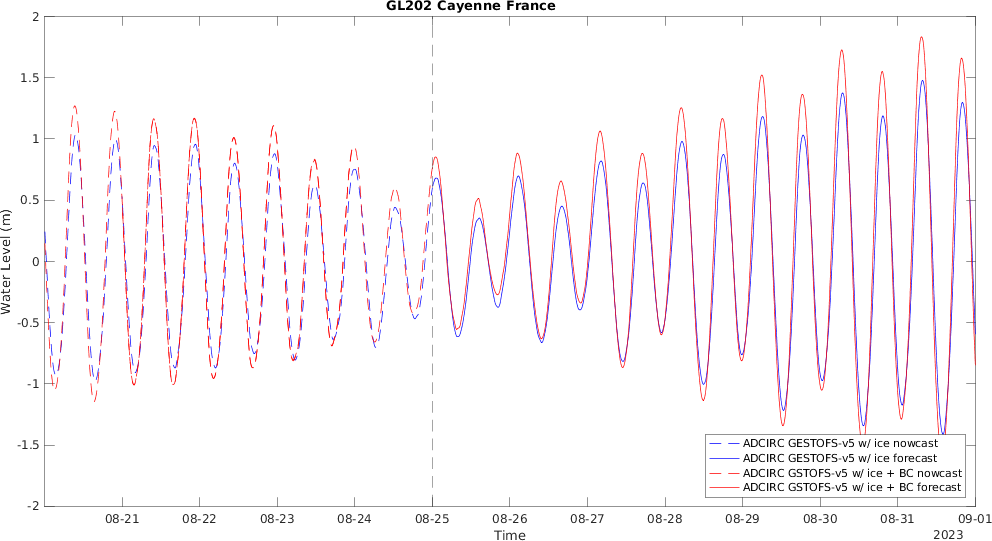 GL202 Cayenne France
2
1.5
1
0.5
0
-0.5
-1
-1.5
-2
Water Level (m)
ADCIRC GESTOFS-v5 w/ ice nowcast
ADCIRC GESTOFS-v5 w/ ice forecast
ADCIRC GSTOFS-v5 w/ ice + BC nowcast
ADCIRC GSTOFS-v5 w/ ice + BC forecast
08-21 08-22 08-23 08-24 08-25 08-26 08-27 08-28 08-29 08-30 08-31 09-01
Time
2023